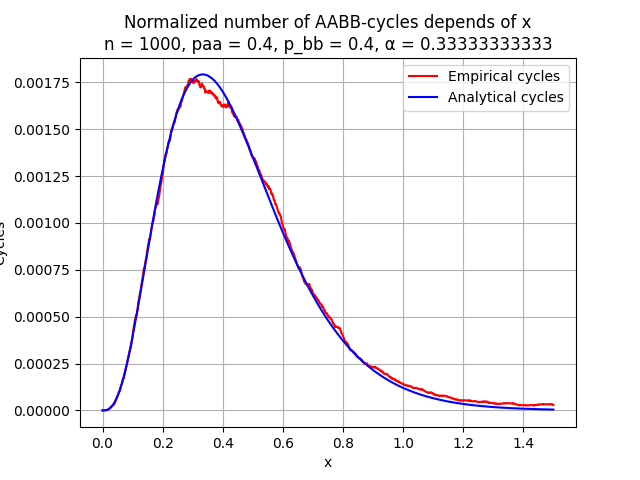 Normalized number of AABB-cycles depends of x
n = 1000, paa = 0.4, p_bb = 0.4, α = 0.33333333333
Empirical cycles
Analytical cycles
0.00175
0.00150
0.00125
0.00100
0.00075
0.00050
0.00025
0.00000
Cycles
0.0 0.2 0.4 0.6 0.8 1.0 1.2 1.4
x